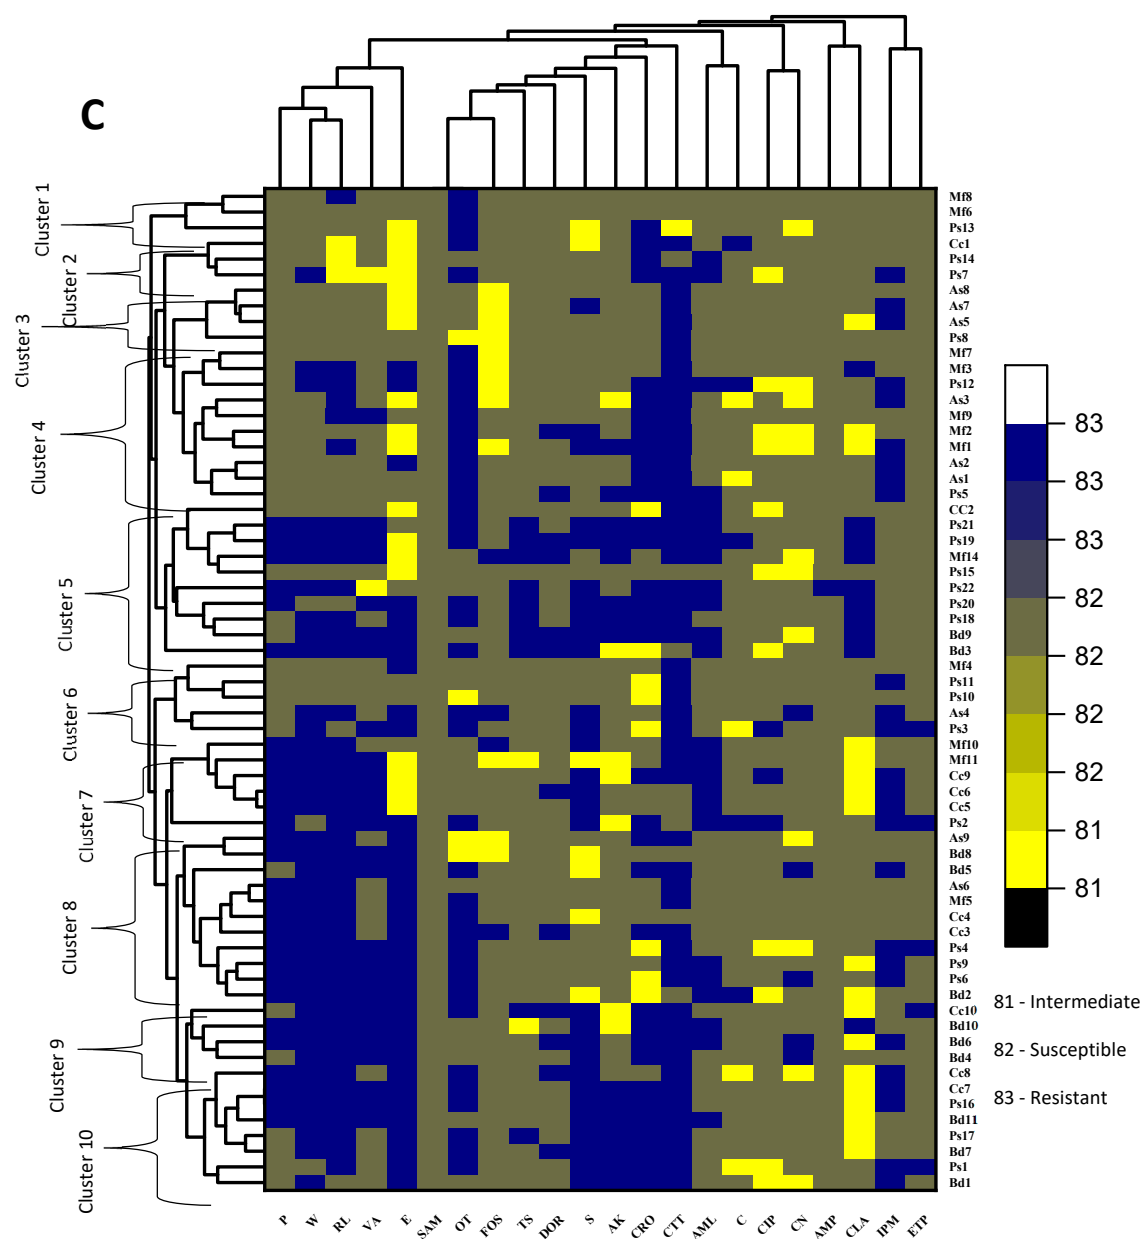 C
Cluster 1
Cluster 2
Cluster 3
Cluster 4
Cluster 5
Cluster 6
Cluster 7
Cluster 8
Cluster 9
Cluster 10
Mf8
Mf6
Ps13
Cc1
Ps14
Ps7
As8
As7
As5
Ps8
Mf7
Mf3
Ps12
As3
Mf9
Mf2
Mf1
As2
As1
Ps5
CC2
Ps21
Ps19
Mf14
Ps15
Ps22
Ps20
Ps18
Bd9
Bd3
Mf4
Ps11
Ps10
As4
Ps3
Mf10
Mf11
Cc9
Cc6
Cc5
Ps2
As9
Bd8
Bd5
As6
Mf5
Cc4
Cc3
Ps4
Ps9
Ps6
Bd2
Cc10
Bd10
Bd6
Bd4
Cc8
Cc7
Ps16
Bd11
Ps17
Bd7
Ps1
Bd1
P W RL VA E SAM OT FOS TS DOR S AK CRO CTT AML C CIP CN AMP CLA IPM ETP
83
83
83
82
82
82
82
81
81
81 - Intermediate
82 - Susceptible
83 - Resistant